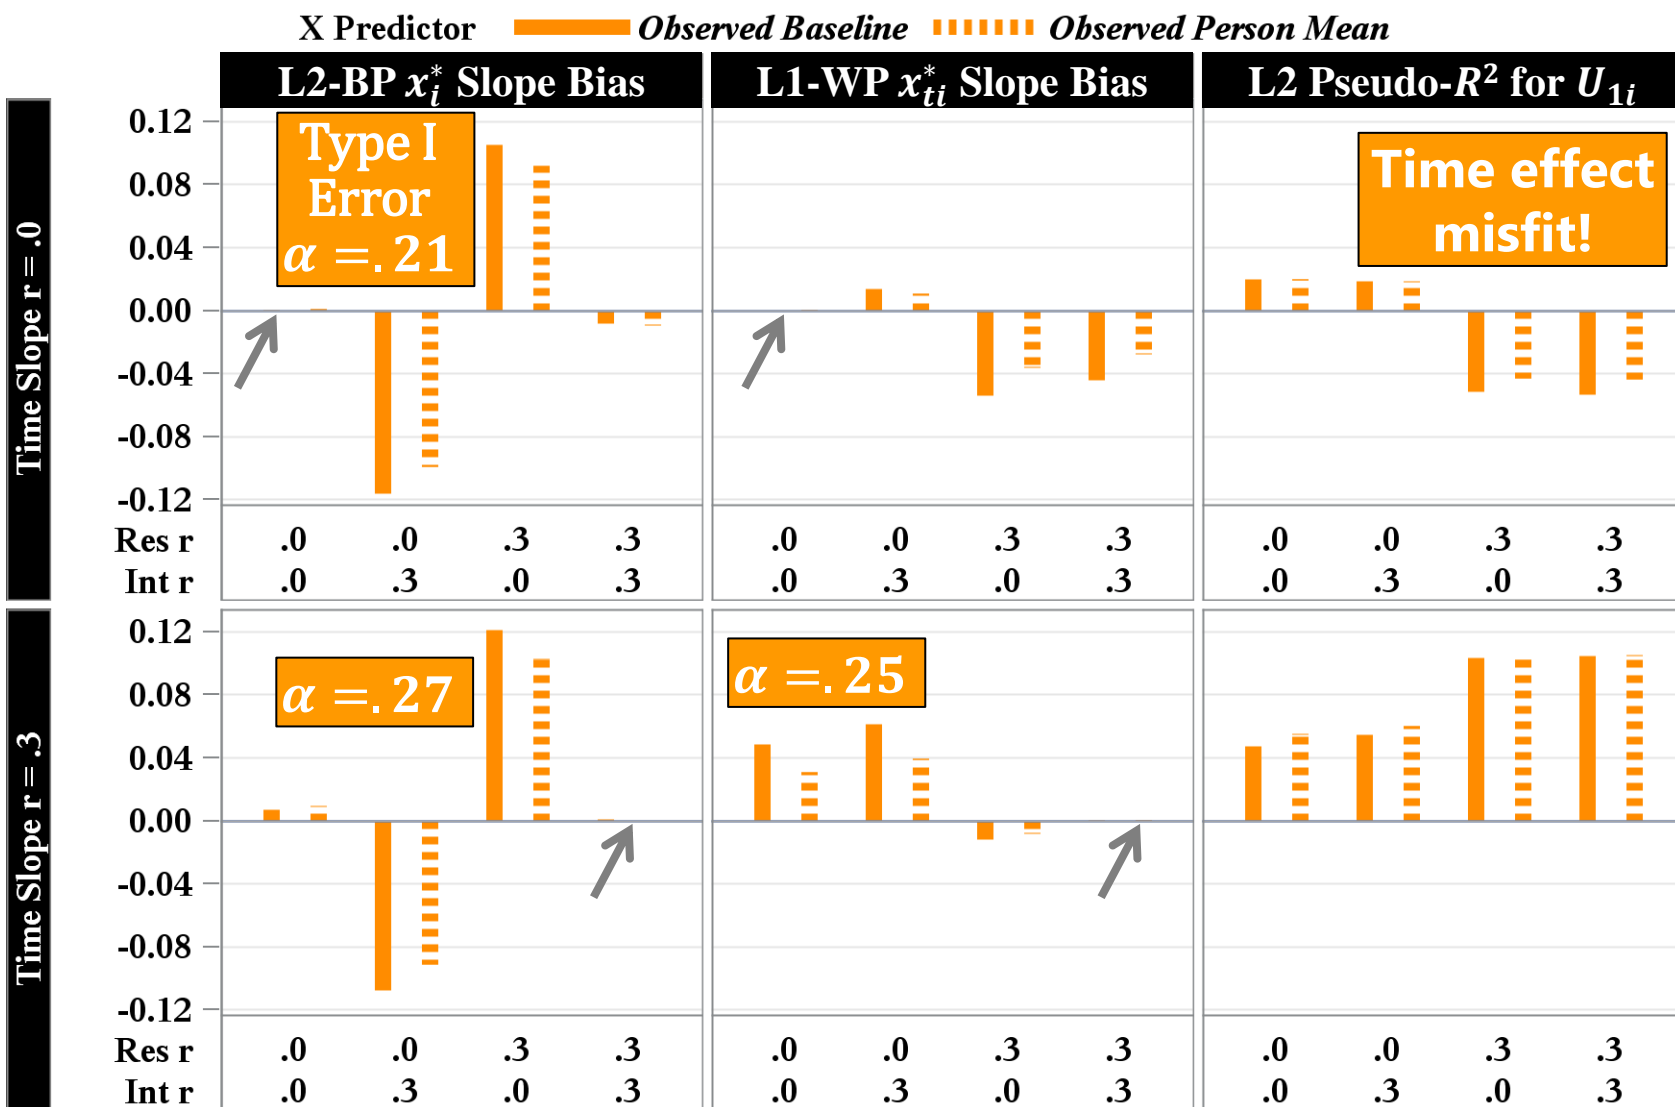 X Predictor Observed Baseline Observed Person Mean
L2-BP x*i Slope Bias L1-WP x*ti Slope Bias L2 Pseudo-R² for U1i
Time Slope r = .0
0.12
0.08
0.04
0.00
-0.04
-0.08
-0.12
Type I
Error
α =.21
Time effect
misfit!
Res r .0 .0 .3 .3 .0 .0 .3 .3 .0 .0 .3 .3
Int r .0 .3 .0 .3 .0 .3 .0 .3 .0 .3 .0 .3
Time Slope r = .3
0.12
0.08
0.04
0.00
-0.04
-0.08
-0.12
α =.27
α =.25
Res r .0 .0 .3 .3 .0 .0 .3 .3 .0 .0 .3 .3
Int r .0 .3 .0 .3 .0 .3 .0 .3 .0 .3 .0 .3